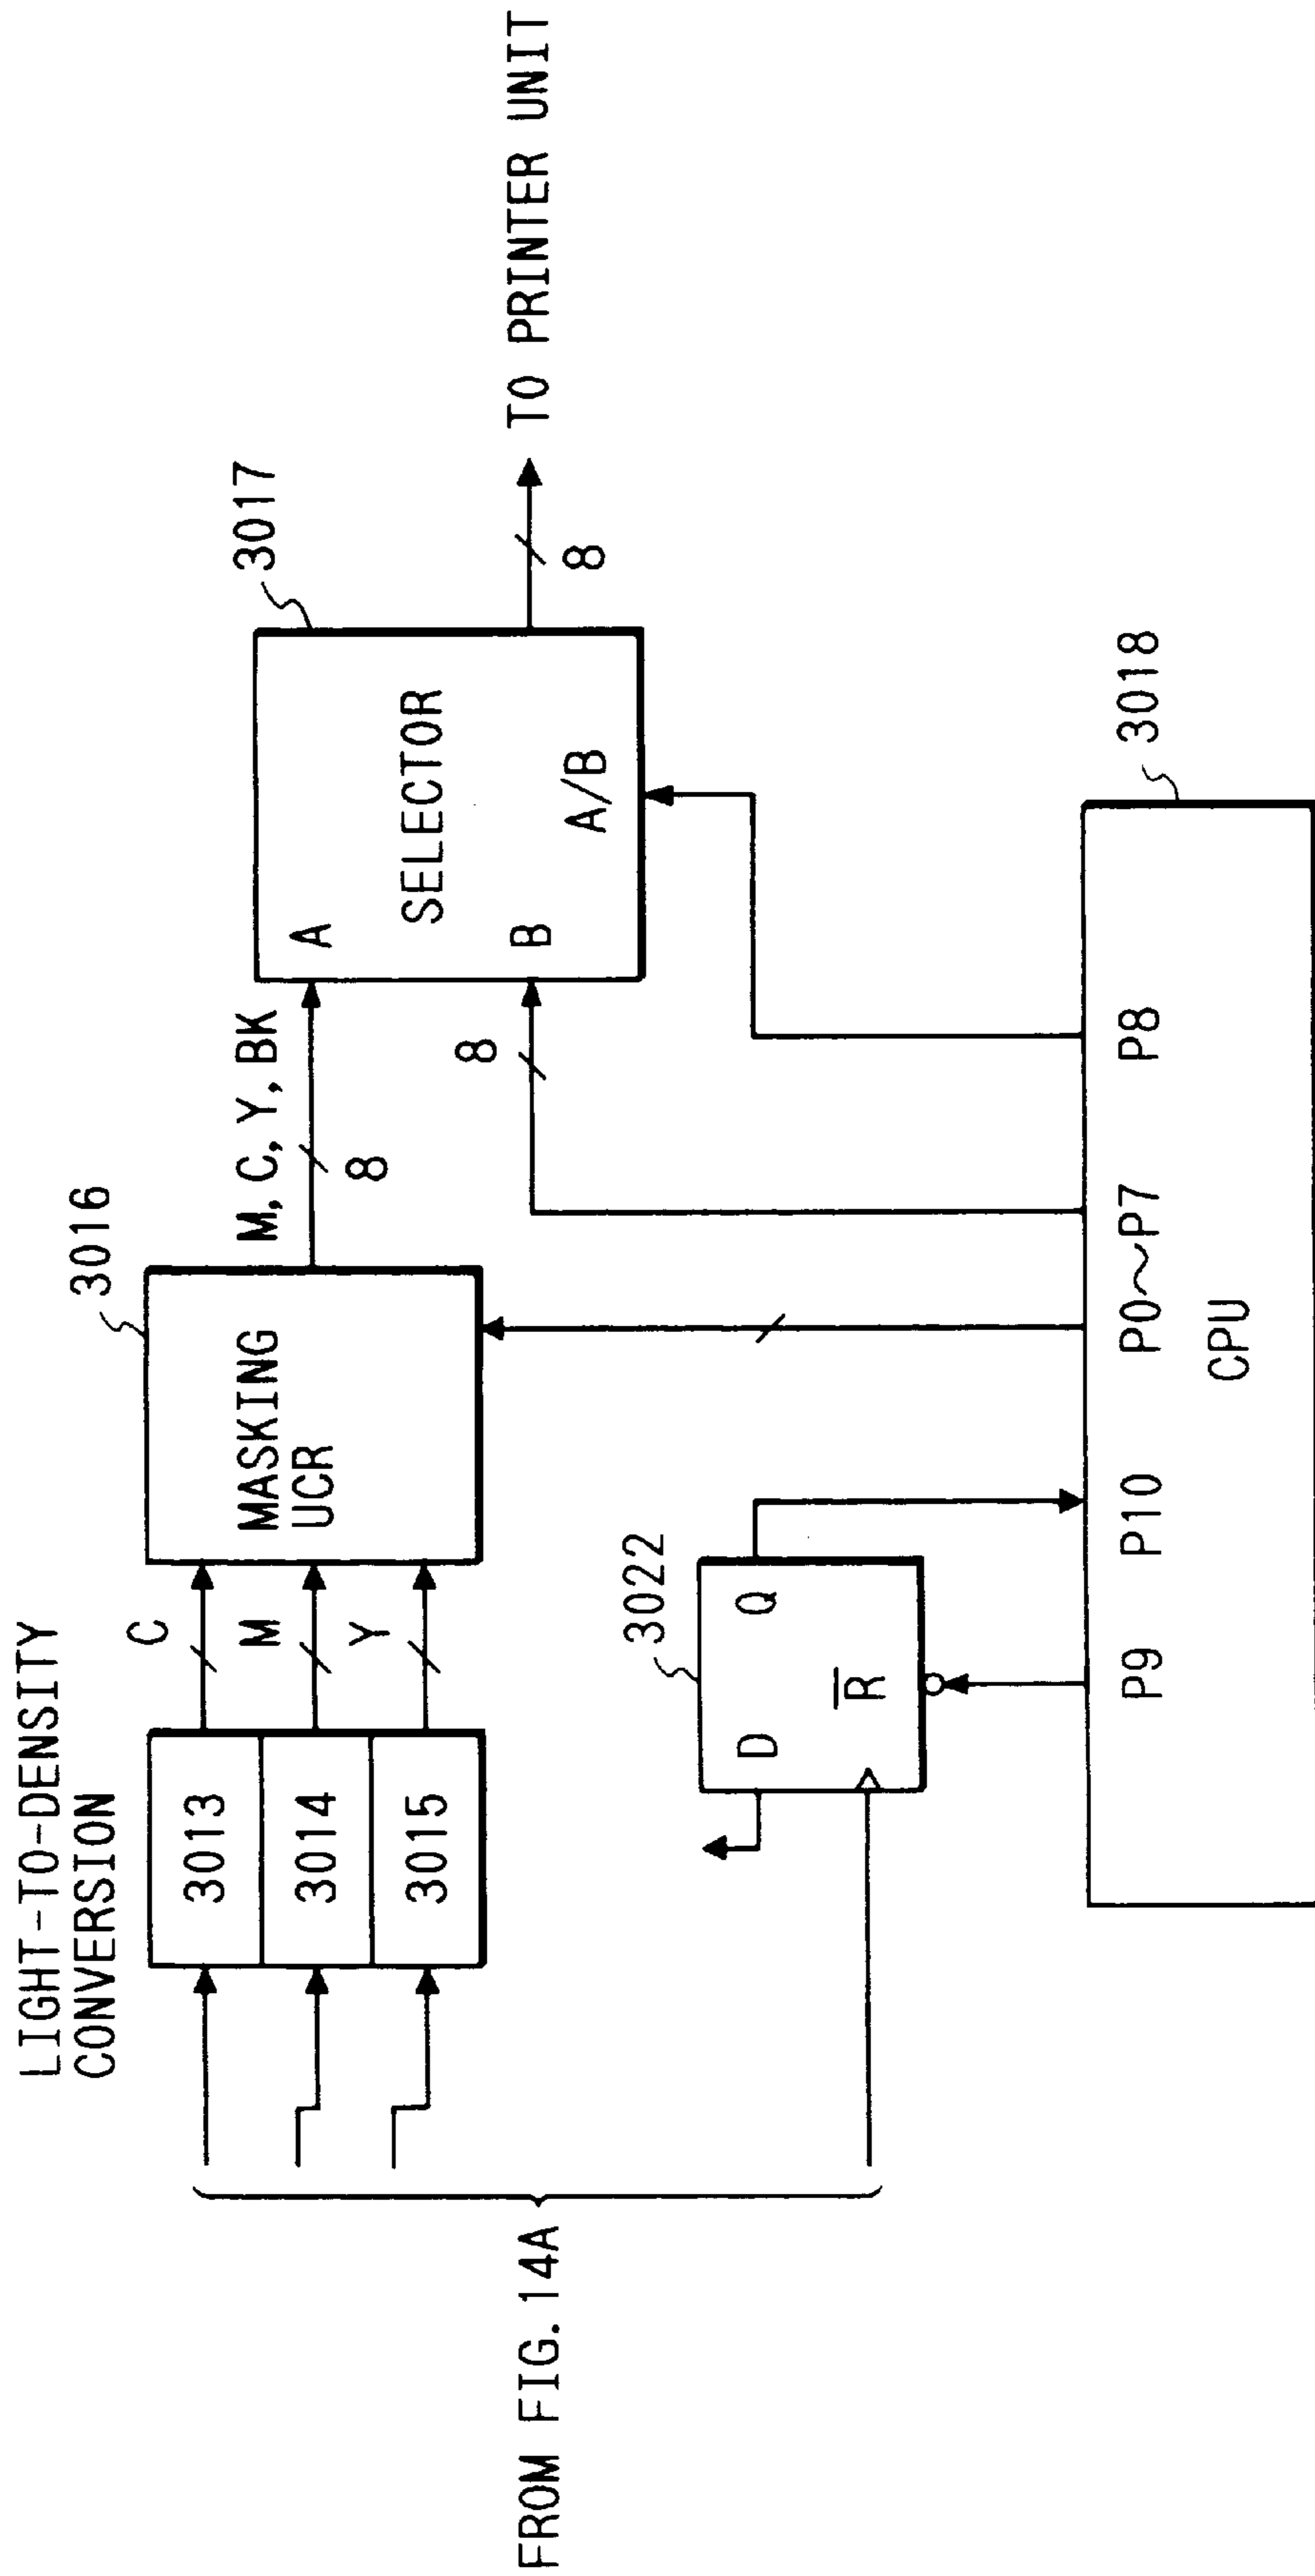 LIGHT-TO-DENSITY
CONVERSION
3013
3014
3015
C
M
Y
3016
MASKING
UCR
M, C, Y, BK
8
8
3017
A
B
SELECTOR
A/B
8
TO PRINTER UNIT
FROM FIG. 14A
3022
D
Q
R̅
P9
P10
P0~P7
P8
CPU
3018